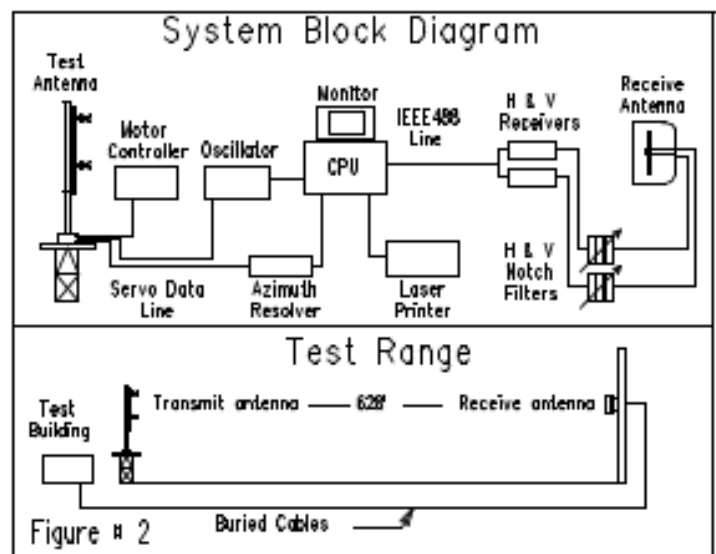 System Block Diagram
Test
Antenna
Motor
Controller
Oscillator
Monitor
CPU
IEEE488
Line
H & V
Receivers
Receive
Antenna
Servo Data
Line
Azimuth
Resolver
Laser
Printer
H & V
Notch
Filters
Test Range
Test
Building
Transmit antenna
628'
Receive antenna
Buried Cables
Figure # 2